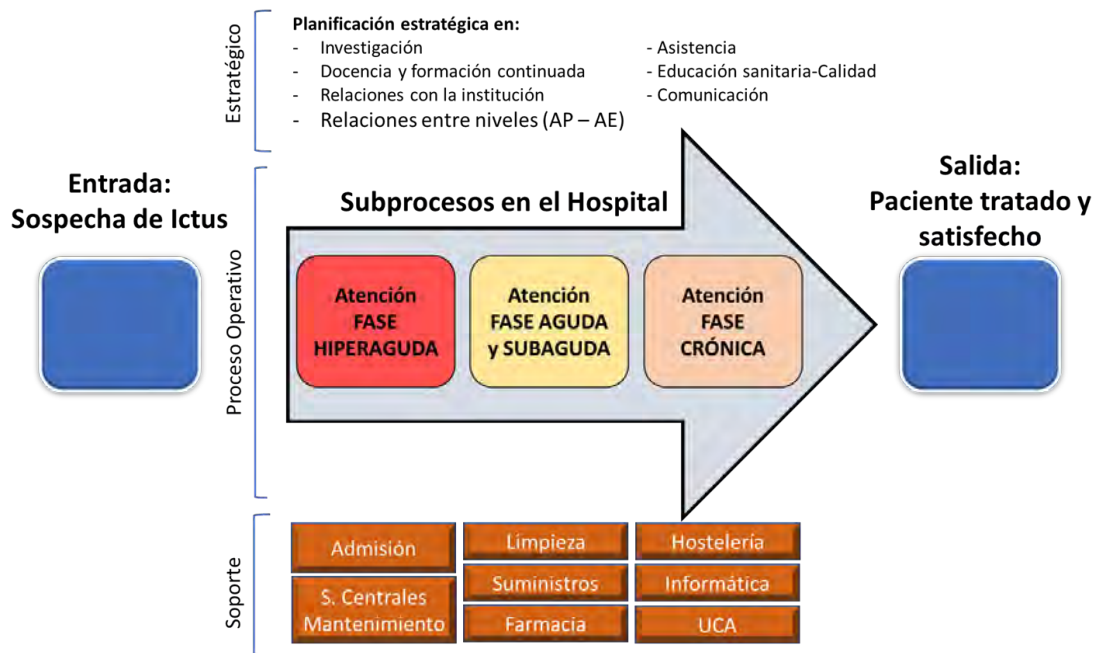 Estratégico
Planificación estratégica en:
- Investigación
- Docencia y formación continuada
- Relaciones con la institución
- Relaciones entre niveles (AP – AE)
- Asistencia
- Educación sanitaria-Calidad
- Comunicación
Entrada:
Sospecha de Ictus
Proceso Operativo
Subprocesos en el Hospital
Atención
FASE
HIPERAGUDA
Atención
FASE AGUDA
y SUBAGUDA
Atención
FASE
CRÓNICA
Salida:
Paciente tratado y
satisfecho
Soporte
Admisión
S. Centrales
Mantenimiento
Limpieza
Suministros
Farmacia
Hostelería
Informática
UCA